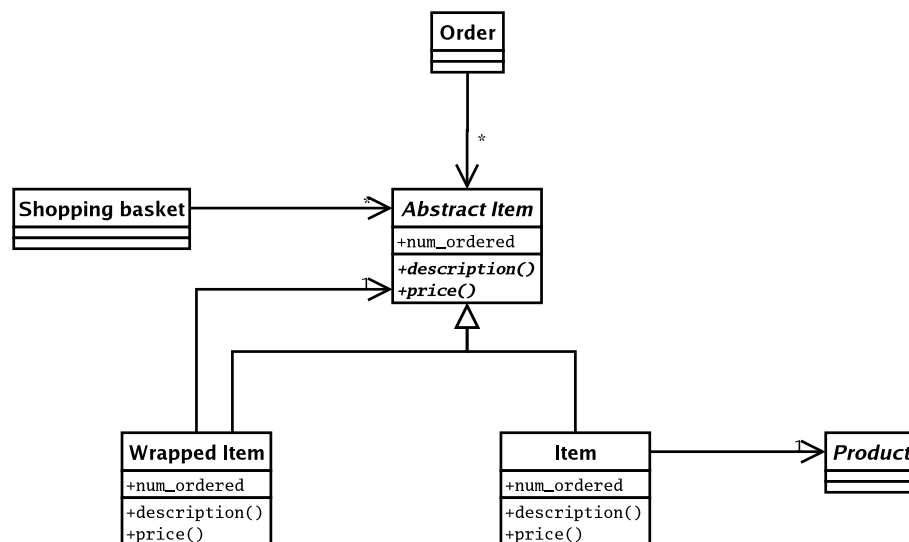 Order
*
Shopping basket
*
Abstract Item
+num_ordered
+description()
+price()
1
Wrapped Item
+num_ordered
+description()
+price()
Item
+num_ordered
+description()
+price()
1
Product